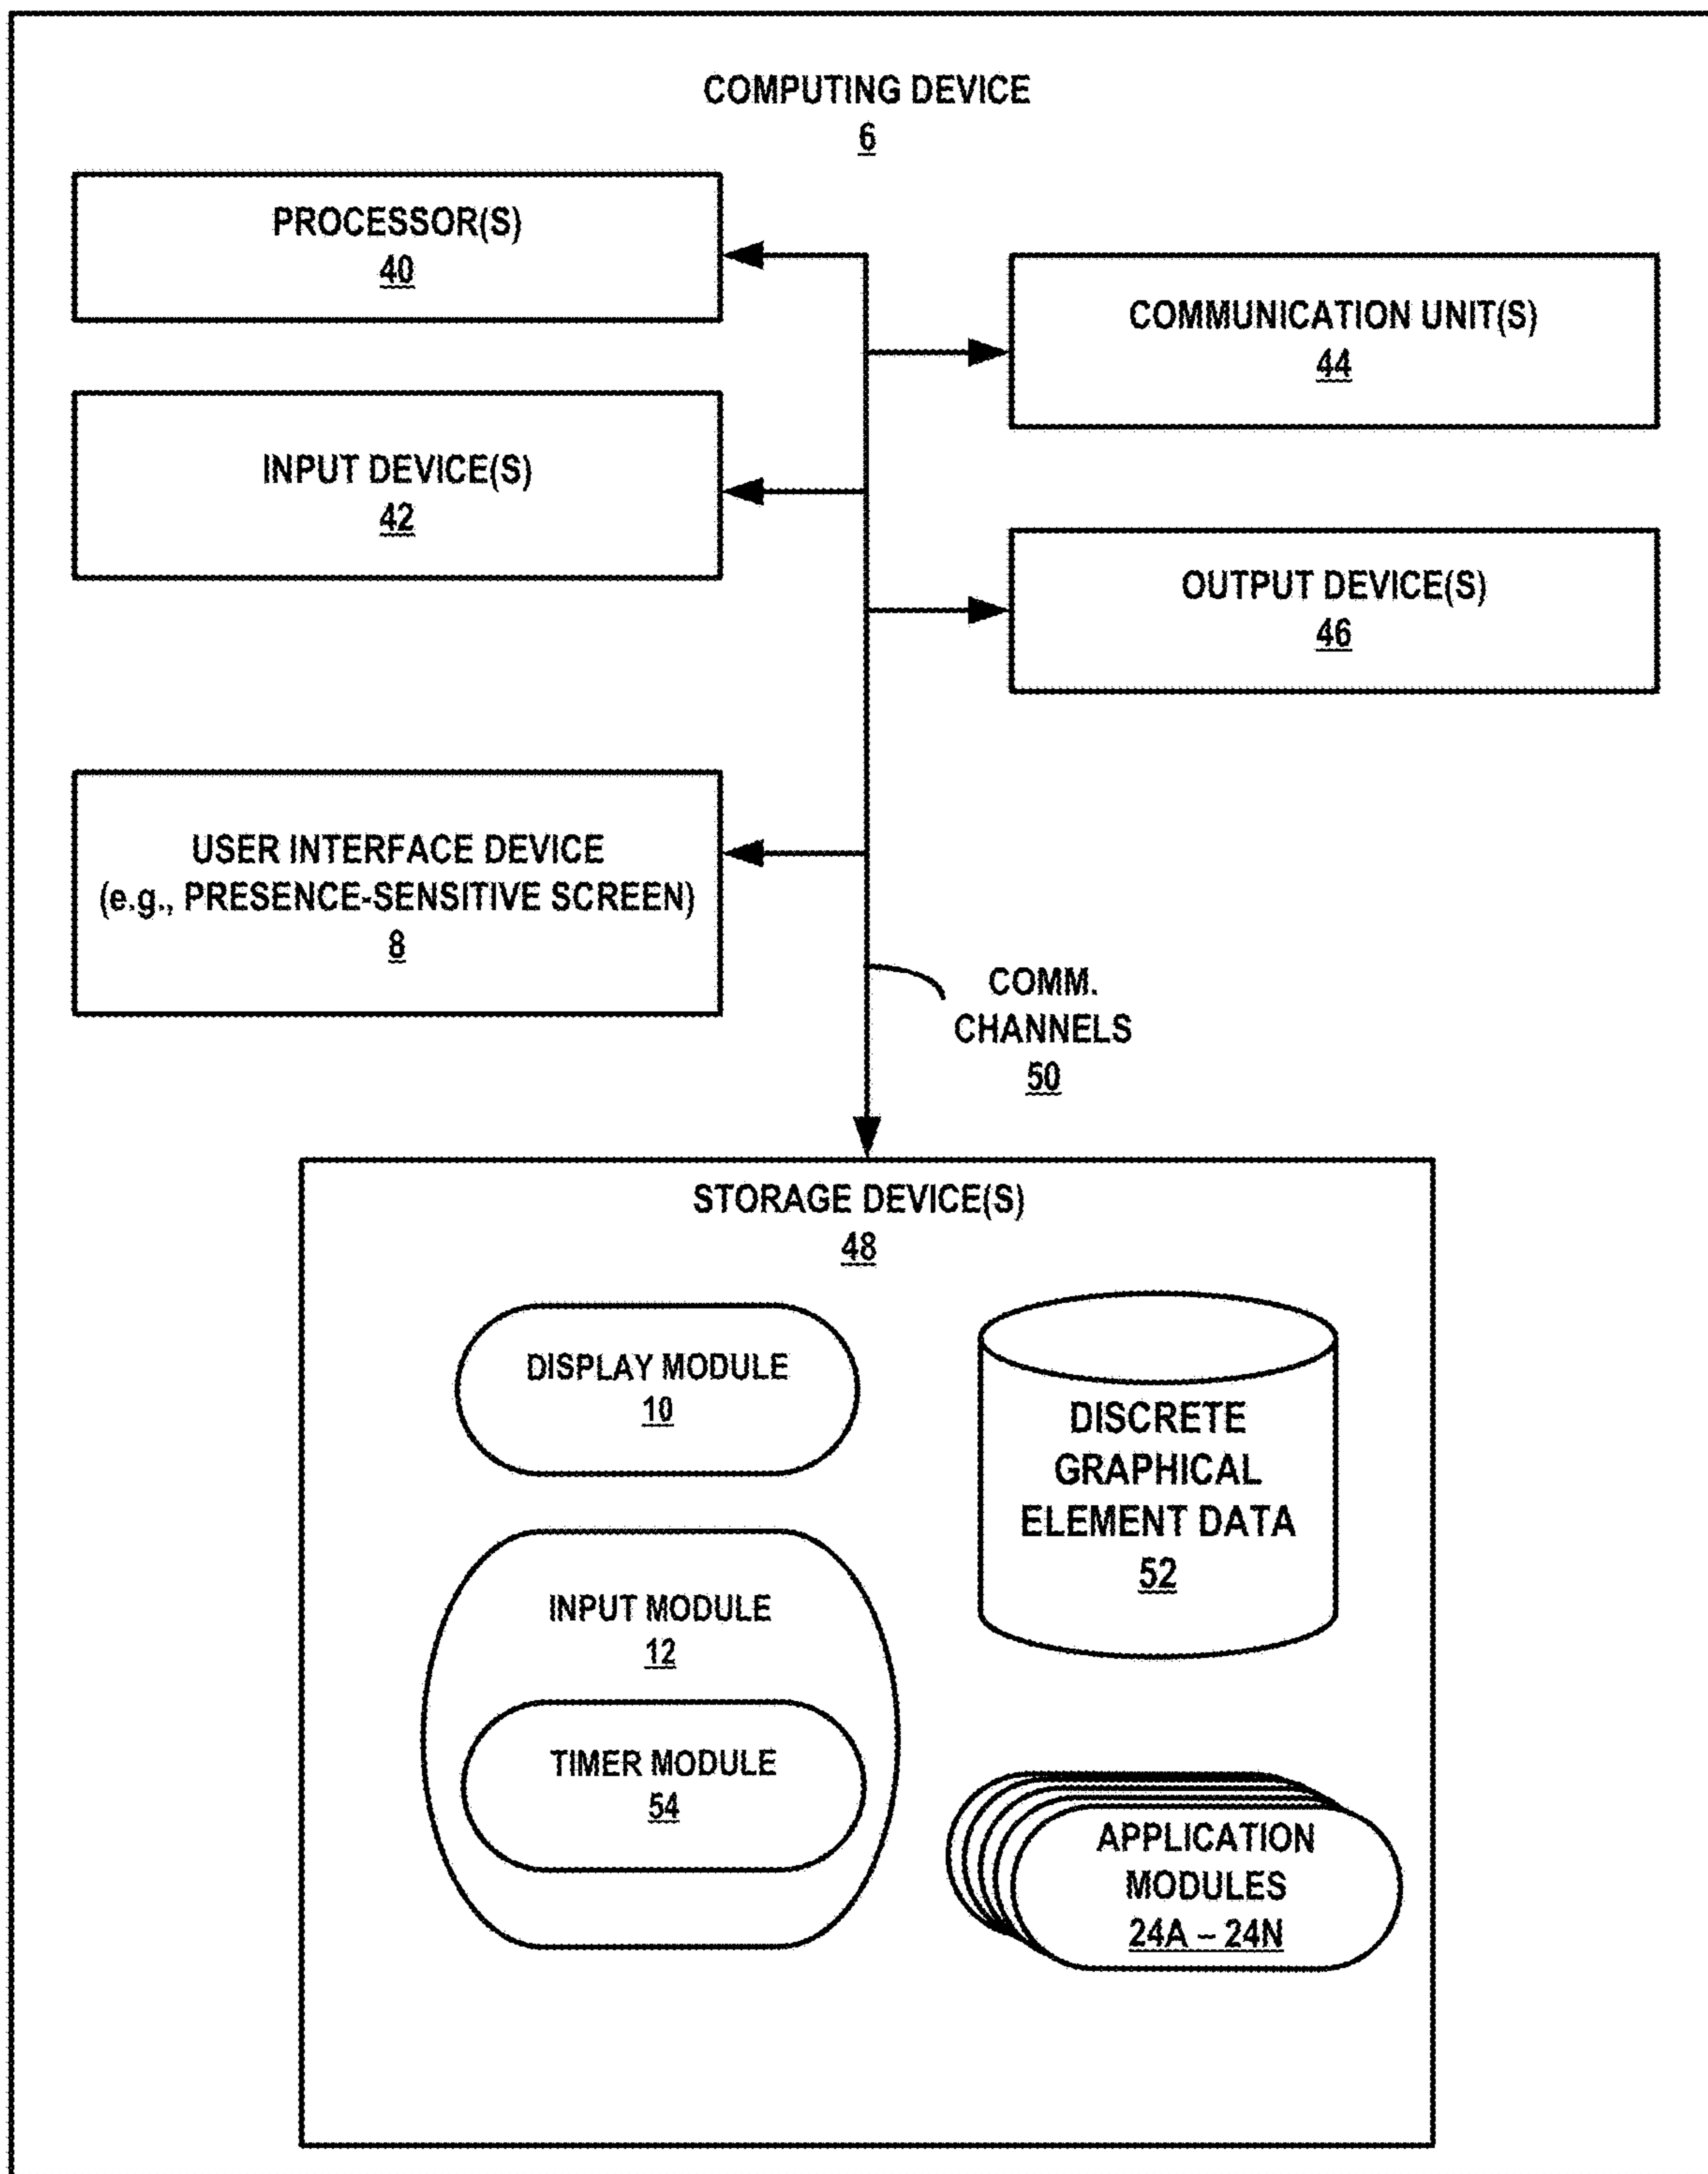 COMPUTING DEVICE
6
PROCESSOR(S)
40
COMMUNICATION UNIT(S)
44
INPUT DEVICE(S)
42
OUTPUT DEVICE(S)
46
USER INTERFACE DEVICE
(e.g., PRESENCE-SENSITIVE SCREEN)
8
COMM.
CHANNELS
50
STORAGE DEVICE(S)
48
DISPLAY MODULE
10
DISCRETE
GRAPHICAL
ELEMENT DATA
52
INPUT MODULE
12
TIMER MODULE
54
APPLICATION
MODULES
24A – 24N